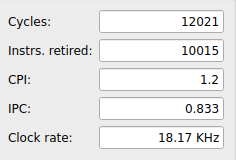 Cycles: 12021
Instrs. retired: 10015
CPI: 1.2
IPC: 0.833
Clock rate: 18.17 KHz